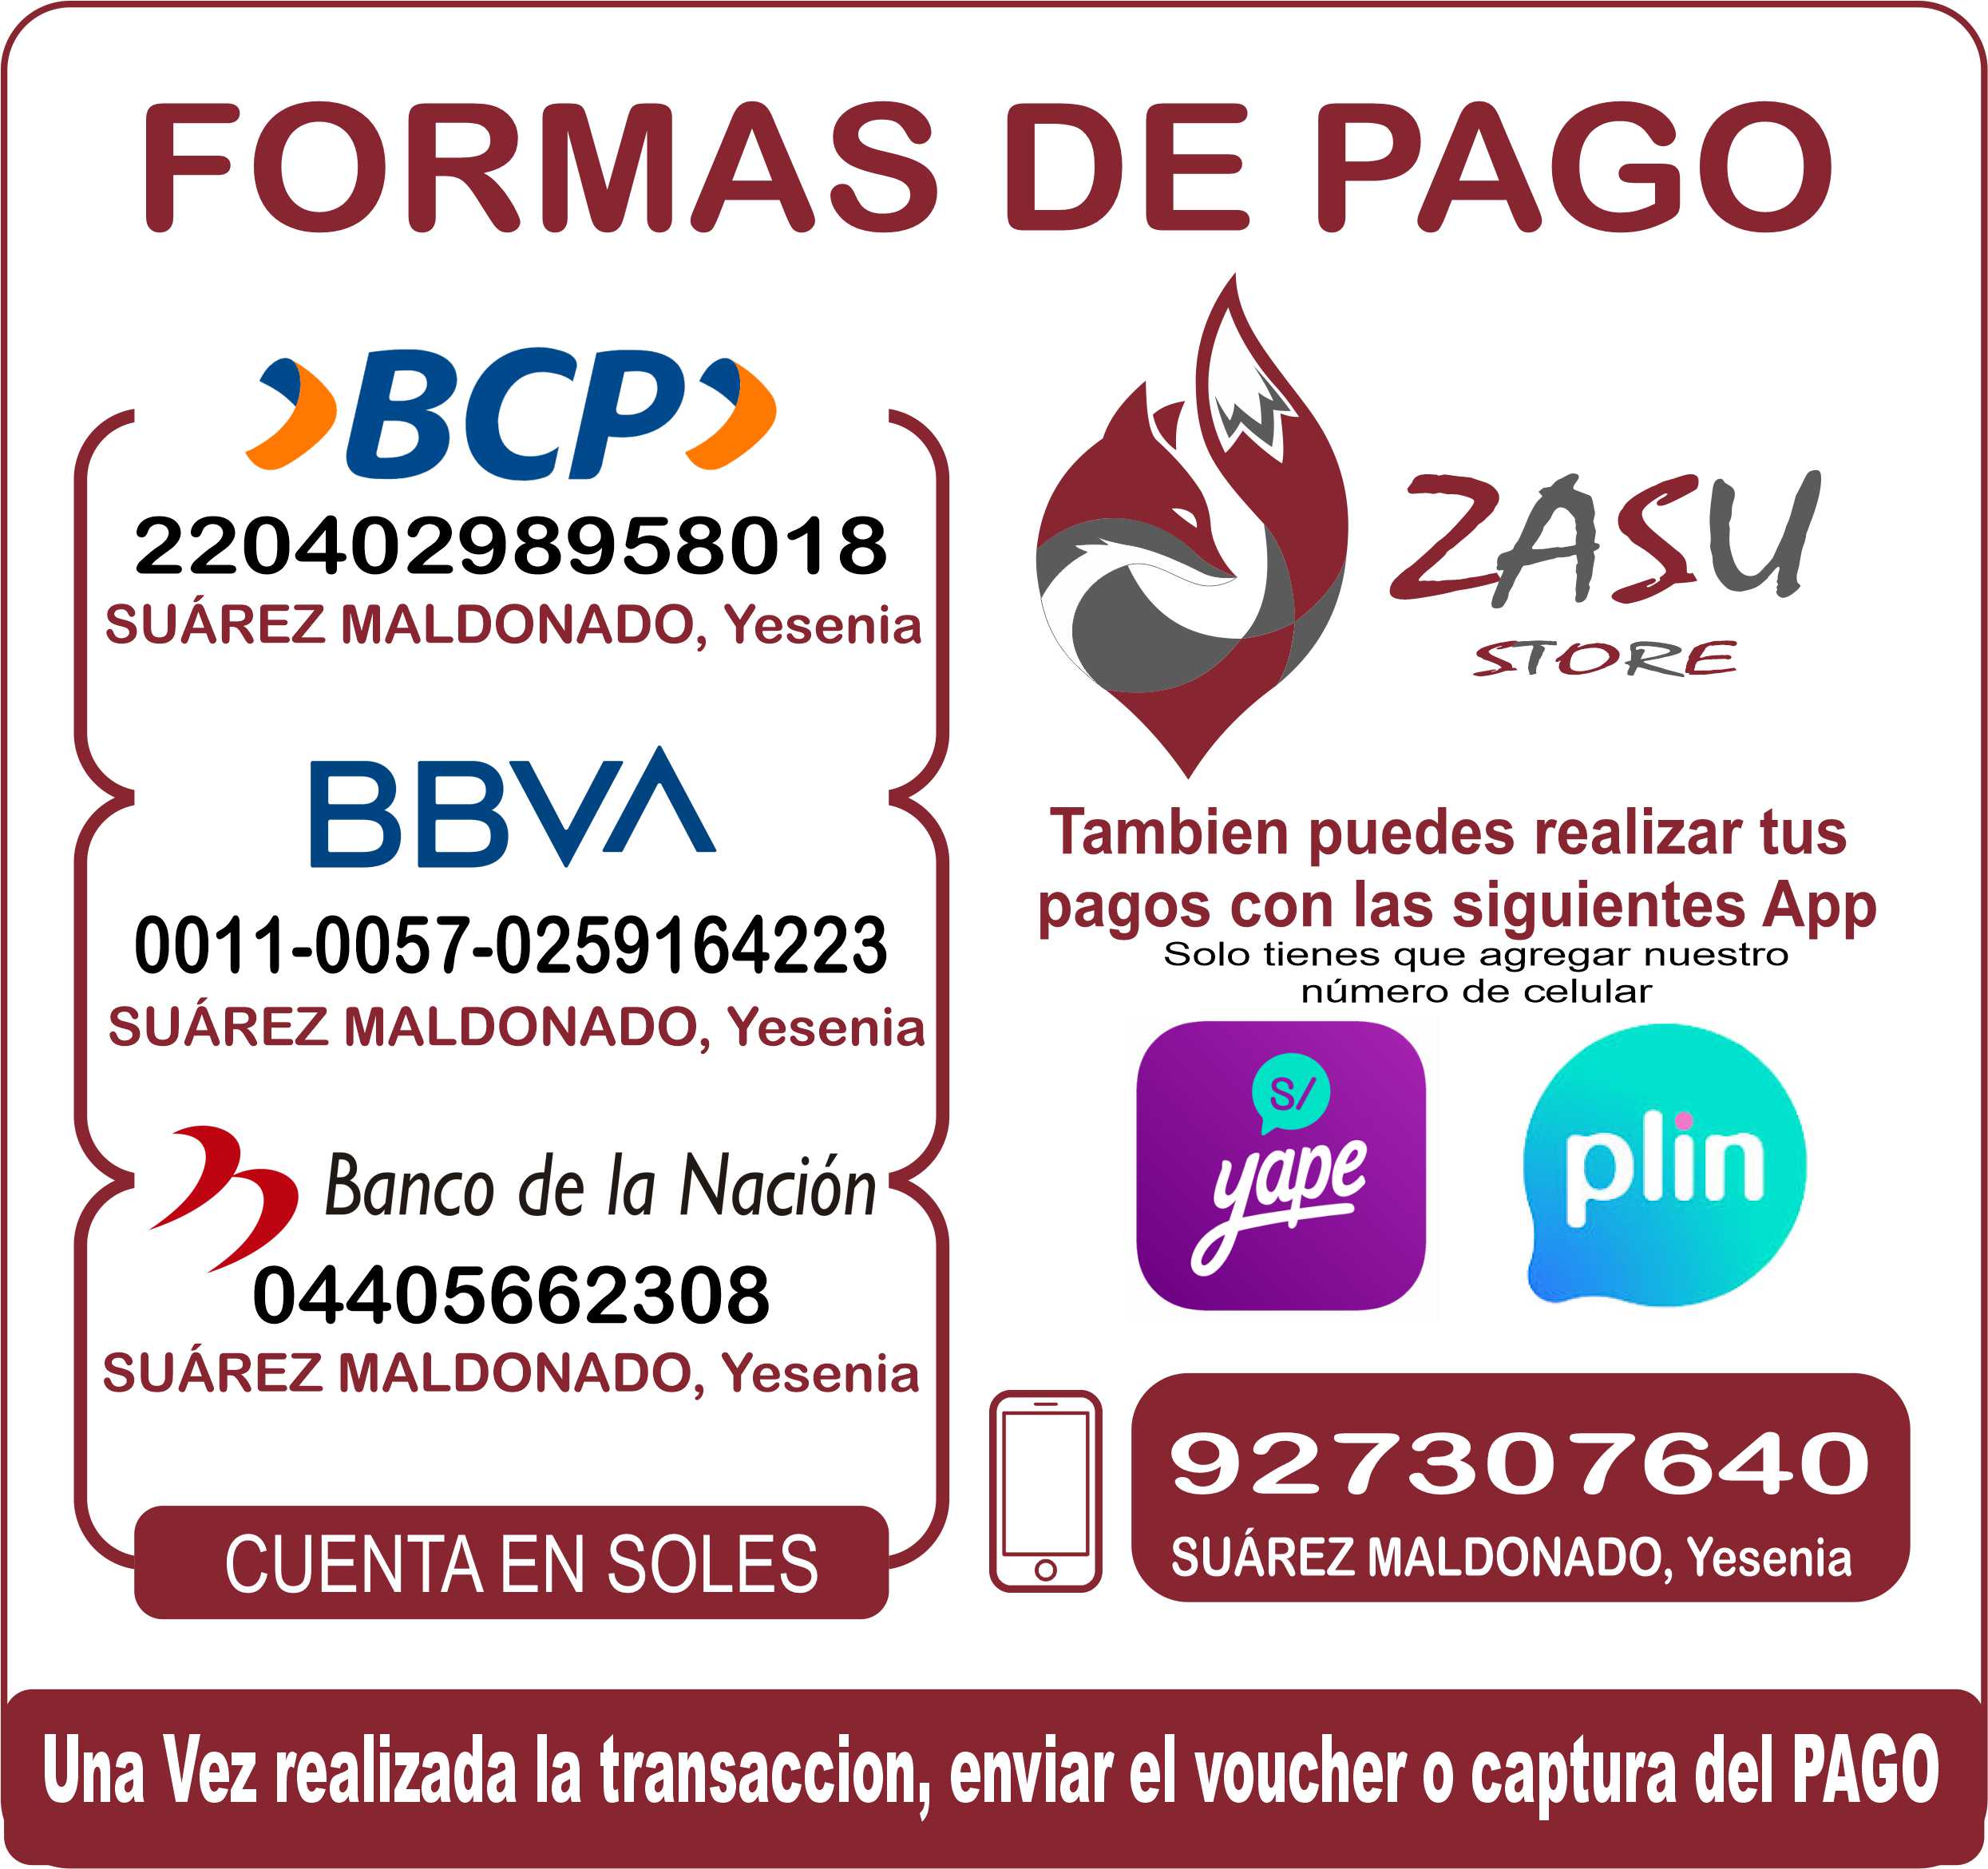 FORMAS DE PAGO
BCP
22040298958018
SUÁREZ MALDONADO, Yesenia
BBVA
0011-0057-0259164223
SUÁREZ MALDONADO, Yesenia
Banco de la Nación
04405662308
SUÁREZ MALDONADO, Yesenia
CUENTA EN SOLES
ZASU
STORE
Tambien puedes realizar tus
pagos con las siguientes App
Solo tienes que agregar nuestro
número de celular
S/
yape
plin
927307640
SUÁREZ MALDONADO, Yesenia
Una Vez realizada la transaccion, enviar el voucher o captura del PAGO